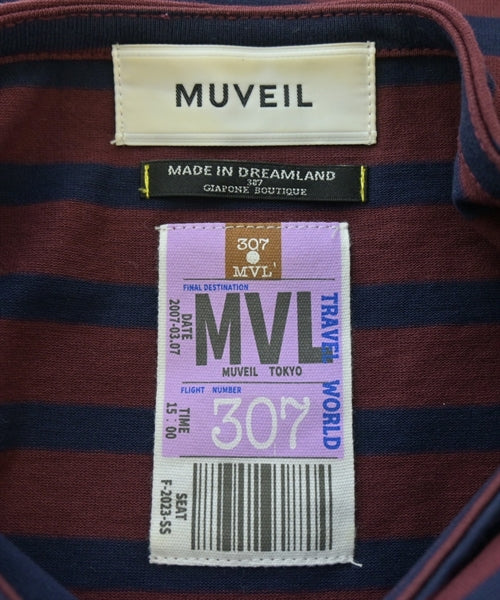 MUVEIL
MADE IN DREAMLAND
307
GIAPONE BOUTIQUE
307
MVL
FINAL DESTINATION
MVL
MUVEIL TOKYO
DATE
2007-03.07
TRAVEL WORLD
FLIGHT NUMBER
307
TIME
15:00
SEAT
F-2023-SS